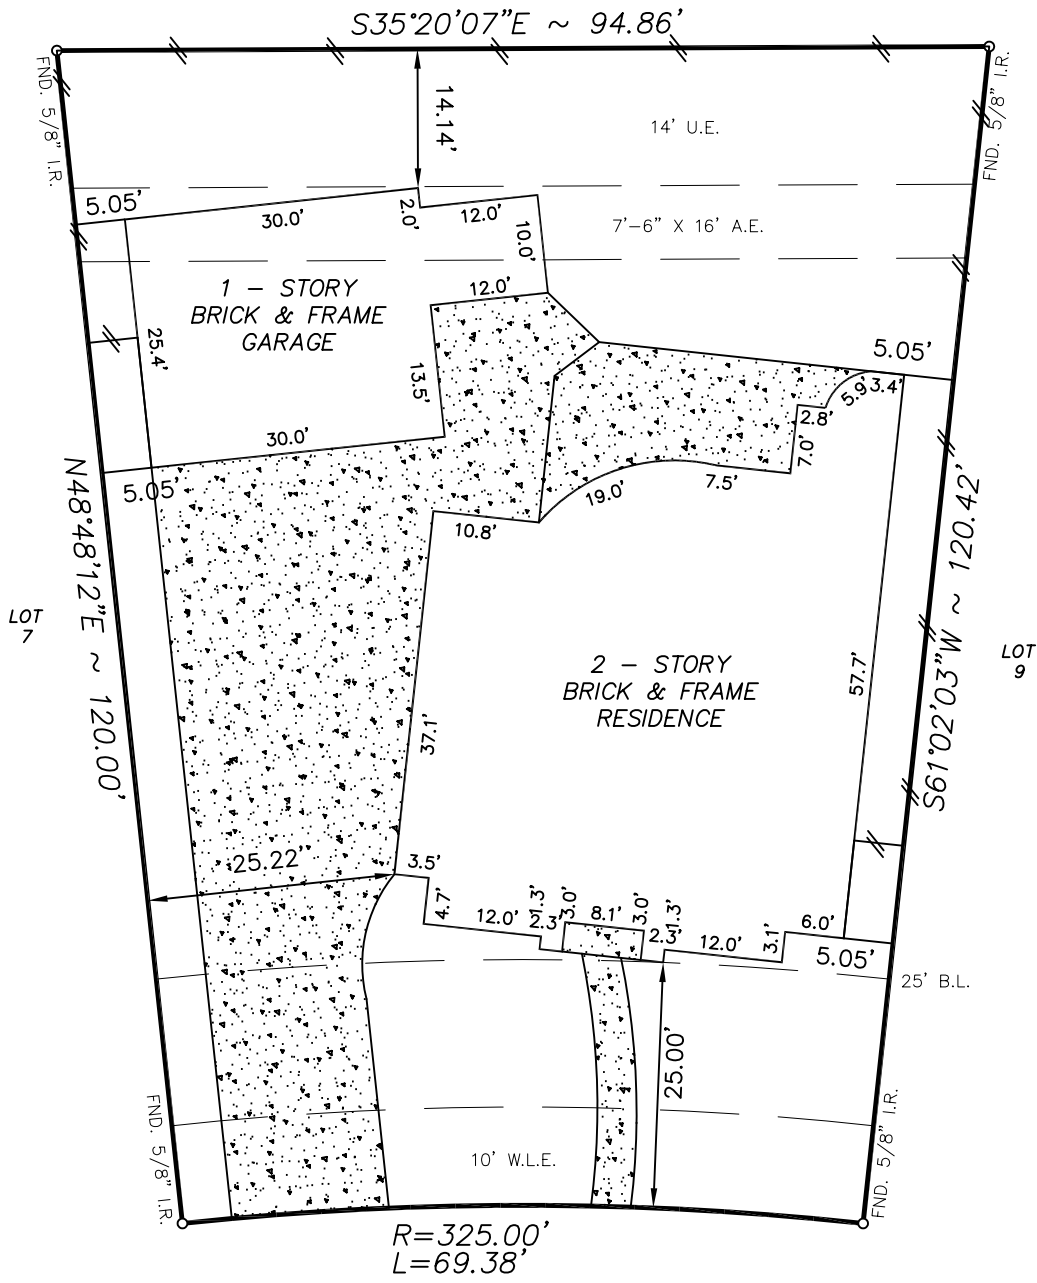 S35°20'07"E ~ 94.86'
FND. 5/8" I.R.
FND. 5/8" I.R.
14.14'
14' U.E.
5.05'
30.0'
2.0'
12.0'
10.0'
7'-6" X 16' A.E.
1 - STORY
BRICK & FRAME
GARAGE
12.0'
25.4'
13.5'
5.05'
5.9'
3.4'
2.8'
7.0'
30.0'
5.05'
19.0'
7.5'
10.8'
N48°48'12"E ~ 120.00'
S61°02'03"W ~ 120.42'
LOT
7
LOT
9
2 - STORY
BRICK & FRAME
RESIDENCE
57.7'
37.1'
25.22'
3.5'
4.7'
12.0'
1.3'
2.3'
3.0'
8.1'
3.0'
1.3'
2.3'
12.0'
3.1'
6.0'
5.05'
25' B.L.
25.00'
FND. 5/8" I.R.
FND. 5/8" I.R.
10' W.L.E.
R=325.00'
L=69.38'